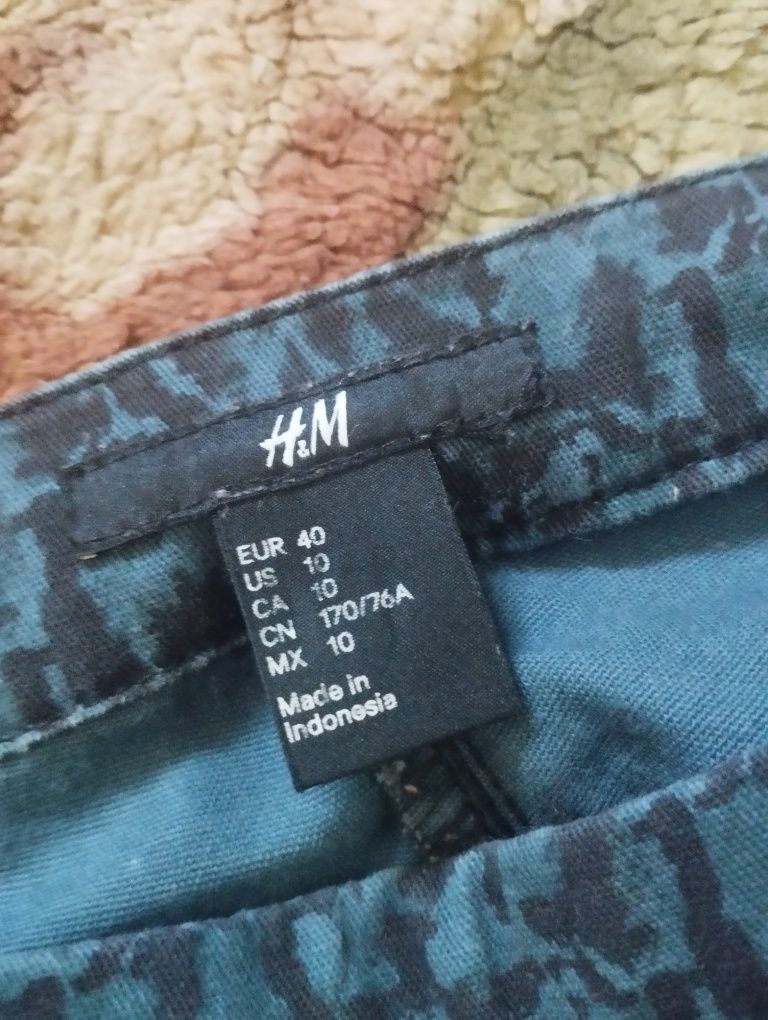 H&M
EUR 40
US 10
CA 10
CN 170/76A
MX 10
Made in
Indonesia